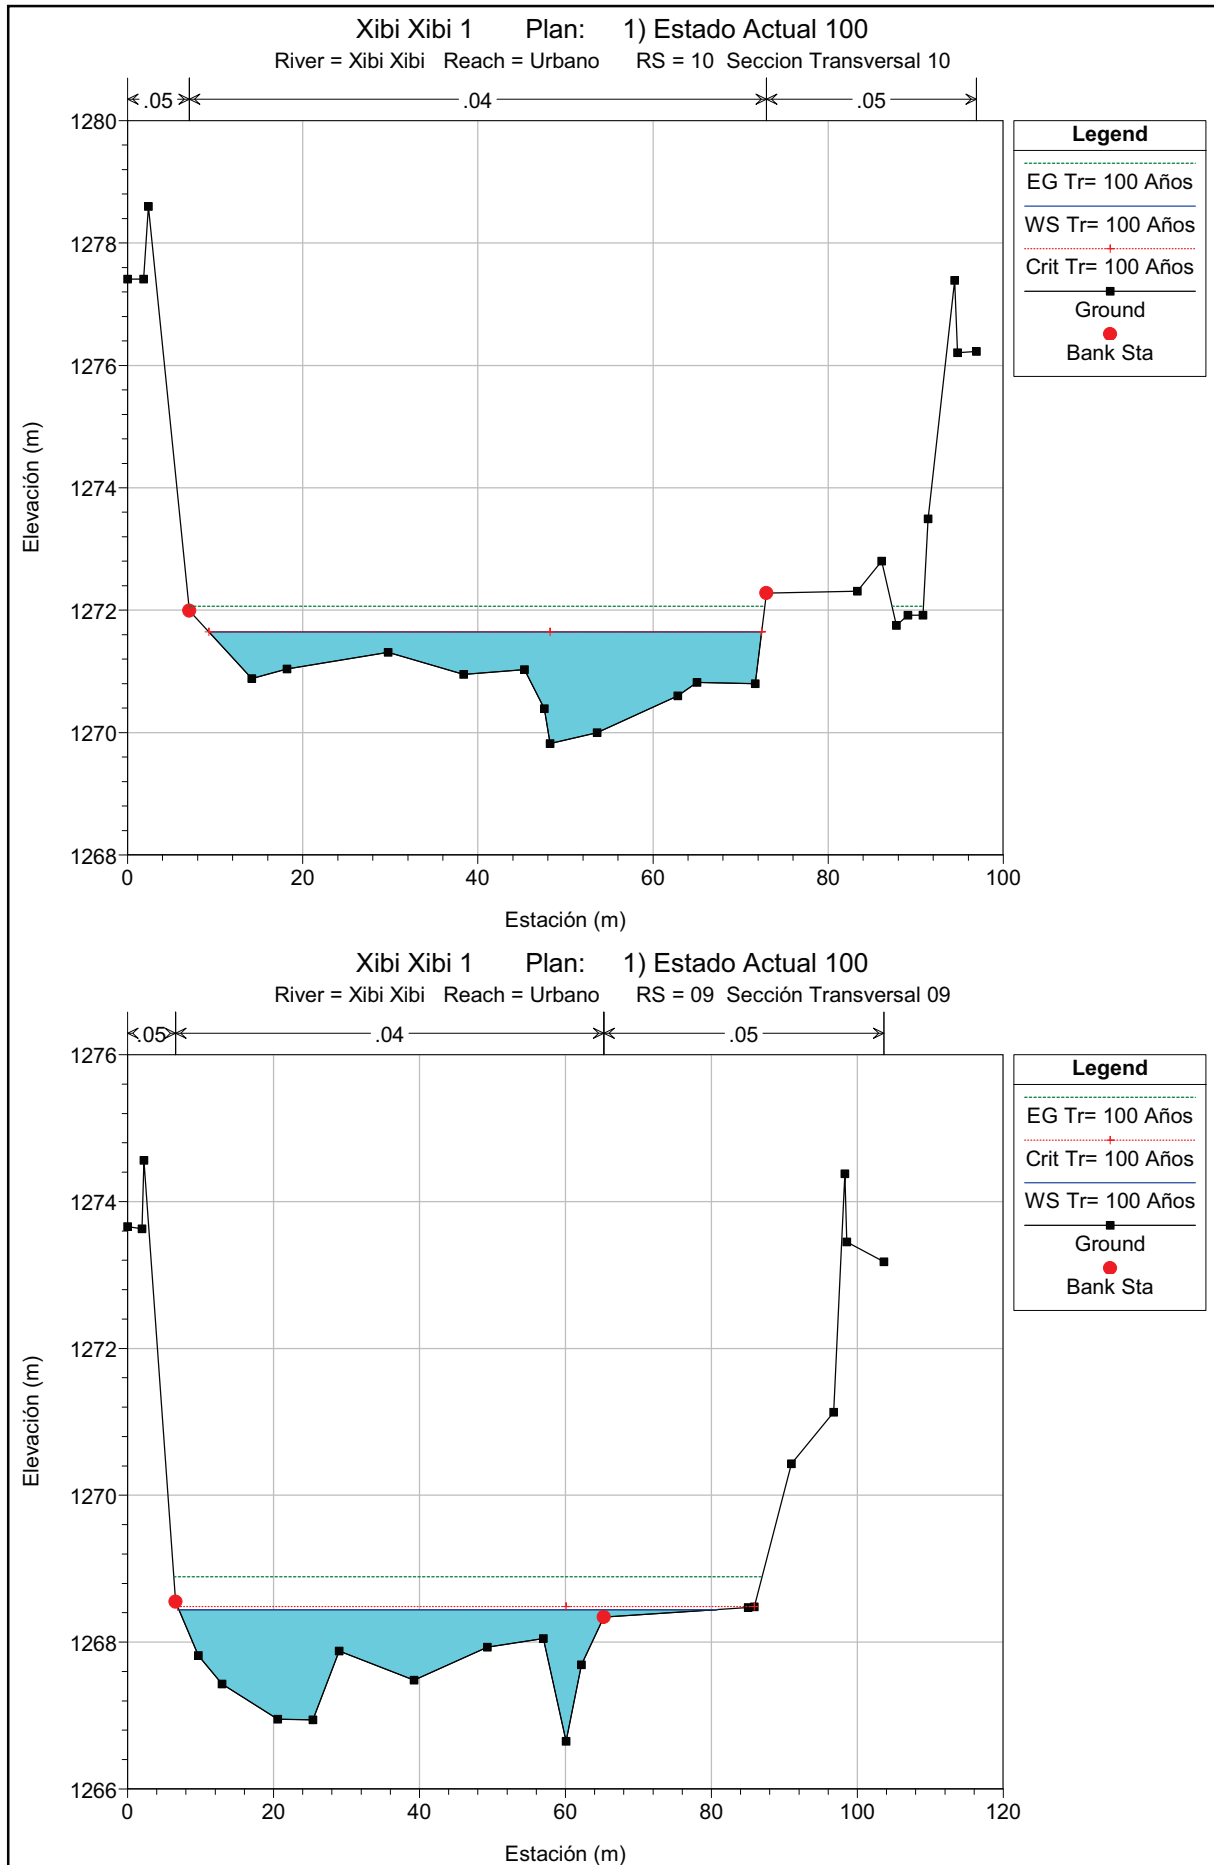 Xibi Xibi 1 Plan: 1) Estado Actual 100
River = Xibi Xibi Reach = Urbano RS = 10 Seccion Transversal 10
.05 .04 .05
1280
1278
1276
1274
1272
1270
1268
Elevación (m)
0 20 40 60 80 100
Estación (m)
Legend
EG Tr= 100 Años
WS Tr= 100 Años
Crit Tr= 100 Años
Ground
Bank Sta
Xibi Xibi 1 Plan: 1) Estado Actual 100
River = Xibi Xibi Reach = Urbano RS = 09 Sección Transversal 09
.05 .04 .05
1276
1274
1272
1270
1268
1266
Elevación (m)
0 20 40 60 80 100 120
Estación (m)
Legend
EG Tr= 100 Años
Crit Tr= 100 Años
WS Tr= 100 Años
Ground
Bank Sta